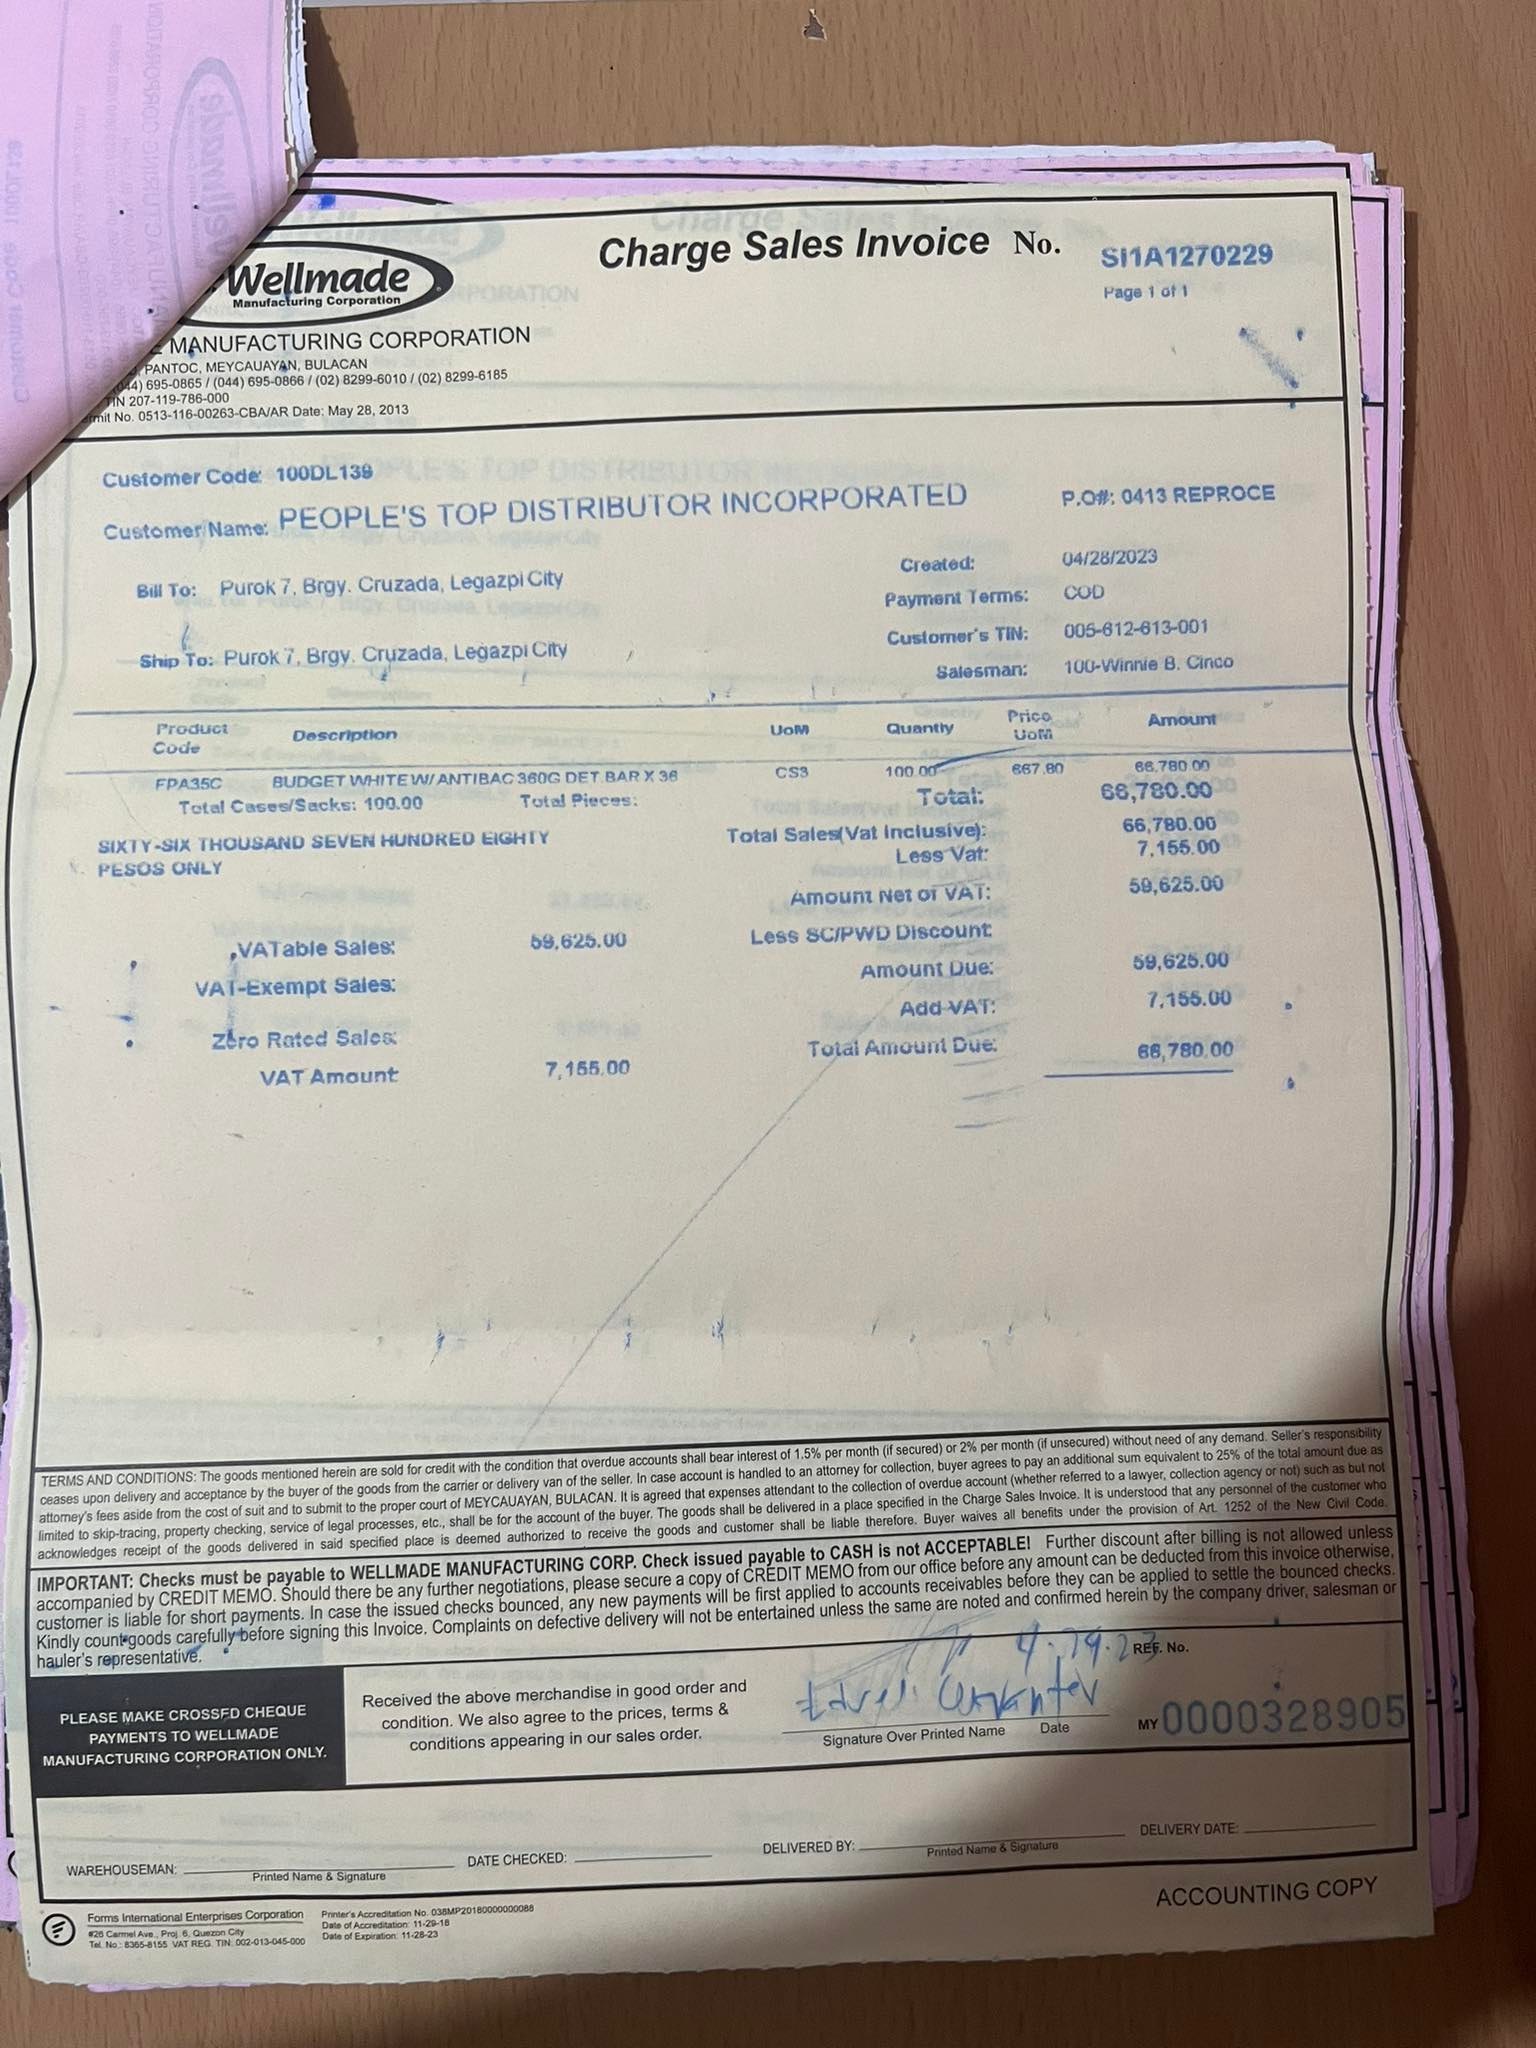 Wellmade
Manufacturing Corporation
Charge Sales Invoice No. SI1A1270229
Page 1 of 1
MANUFACTURING CORPORATION
PANTOC, MEYCAUAYAN, BULACAN
(044) 695-0865 / (044) 695-0866 / (02) 8299-6010 / (02) 8299-6185
TIN 207-119-786-000
No. 0513-116-00263-CBA/AR Date: May 28, 2013
Customer Code: 100DL139
Customer Name: PEOPLE'S TOP DISTRIBUTOR INCORPORATED P.O#: 0413 REPROCE
Created: 04/28/2023
Bill To: Purok 7, Brgy. Cruzada, Legazpi City
Payment Terms: COD
Customer's TIN: 005-612-613-001
Ship To: Purok 7, Brgy. Cruzada, Legazpi City
Salesman: 100-Winnie B. Cinco
Product Code Description UoM Quantity Price UoM Amount
FPA35C BUDGET WHITE W/ ANTIBAC 360G DET. BAR X 36 CS3 100.00 667.80 66,780.00
Total Cases/Sacks: 100.00 Total Pieces: Total: 66,780.00
SIXTY-SIX THOUSAND SEVEN HUNDRED EIGHTY
PESOS ONLY
Total Sales(Vat Inclusive): 66,780.00
Less Vat: 7,155.00
Amount Net of VAT: 59,625.00
VATable Sales: 59,625.00 Less SC/PWD Discount:
VAT-Exempt Sales: Amount Due: 59,625.00
Zero Rated Sales: Add VAT: 7,155.00
VAT Amount: 7,155.00 Total Amount Due: 66,780.00
TERMS AND CONDITIONS: The goods mentioned herein are sold for credit with the condition that overdue accounts shall bear interest of 1.5% per month (if secured) or 2% per month (if unsecured) without need of any demand. Seller's responsibility
ceases upon delivery and acceptance by the buyer of the goods from the carrier or delivery van of the seller. In case account is handled to an attorney for collection, buyer agrees to pay an additional sum equivalent to 25% of the total amount due as
attorney's fees aside from the cost of suit and to submit to the proper court of MEYCAUAYAN, BULACAN. It is agreed that expenses attendant to the collection of overdue account (whether referred to a lawyer, collection agency or not) such as but not
limited to skip-tracing, property checking, service of legal processes, etc., shall be for the account of the buyer. The goods shall be delivered in a place specified in the Charge Sales Invoice. It is understood that any personnel of the customer who
acknowledges receipt of the goods delivered in said specified place is deemed authorized to receive the goods and customer shall be liable therefore. Buyer waives all benefits under the provision of Art. 1252 of the New Civil Code.
IMPORTANT: Checks must be payable to WELLMADE MANUFACTURING CORP. Check issued payable to CASH is not ACCEPTABLE! Further discount after billing is not allowed unless
accompanied by CREDIT MEMO. Should there be any further negotiations, please secure a copy of CREDIT MEMO from our office before any amount can be deducted from this invoice otherwise,
customer is liable for short payments. In case the issued checks bounced, any new payments will be first applied to accounts receivables before they can be applied to settle the bounced checks.
Kindly count goods carefully before signing this Invoice. Complaints on defective delivery will not be entertained unless the same are noted and confirmed herein by the company driver, salesman or
hauler's representative.
PLEASE MAKE CROSSED CHEQUE
PAYMENTS TO WELLMADE
MANUFACTURING CORPORATION ONLY.
Received the above merchandise in good order and
condition. We also agree to the prices, terms &
conditions appearing in our sales order.
4.29.23
Signature Over Printed Name Date
REF. No.
MY 0000328905
WAREHOUSEMAN: DATE CHECKED: DELIVERED BY: DELIVERY DATE:
Printed Name & Signature Printed Name & Signature
ACCOUNTING COPY
Forms International Enterprises Corporation
#26 Carmel Ave., Proj. 6, Quezon City
Tel. No.: 8365-8155 VAT REG. TIN: 002-013-045-000
Printer's Accreditation No. 038MP20180000000088
Date of Accreditation: 11-29-18
Date of Expiration: 11-28-23